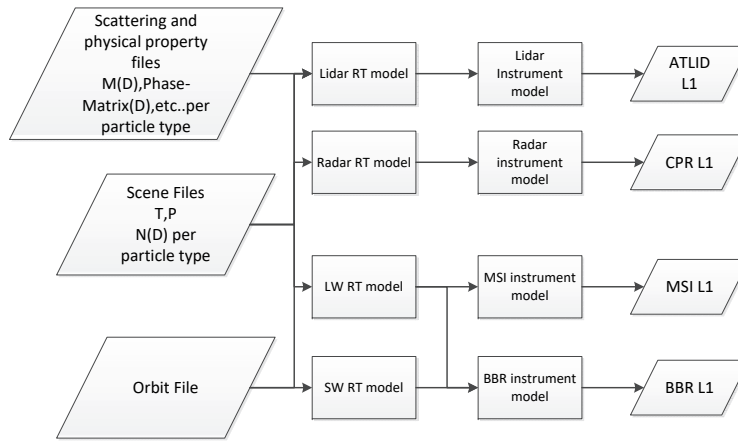 Scattering and
physical property
files
M(D),Phase-
Matrix(D),etc..per
particle type
Lidar RT model
Lidar
Instrument
model
ATLID
L1
Radar RT model
Radar
instrument
model
CPR L1
Scene Files
T,P
N(D) per
particle type
LW RT model
MSI instrument
model
MSI L1
Orbit File
SW RT model
BBR instrument
model
BBR L1